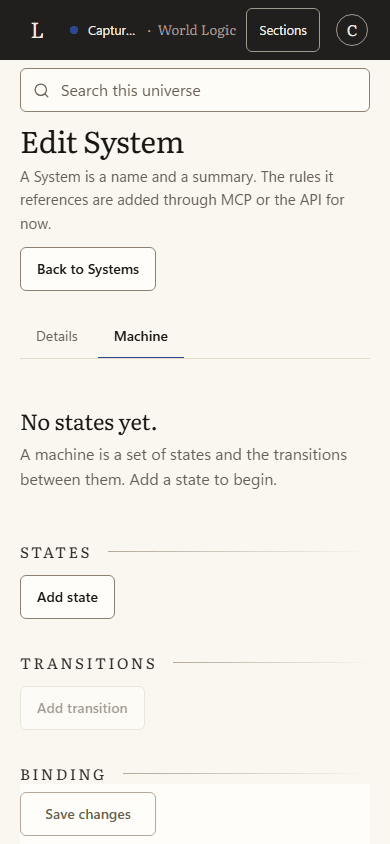 L
Captur... · World Logic
Sections
C
Search this universe
Edit System
A System is a name and a summary. The rules it
references are added through MCP or the API for
now.
Back to Systems
Details
Machine
No states yet.
A machine is a set of states and the transitions
between them. Add a state to begin.
STATES
Add state
TRANSITIONS
Add transition
BINDING
Save changes